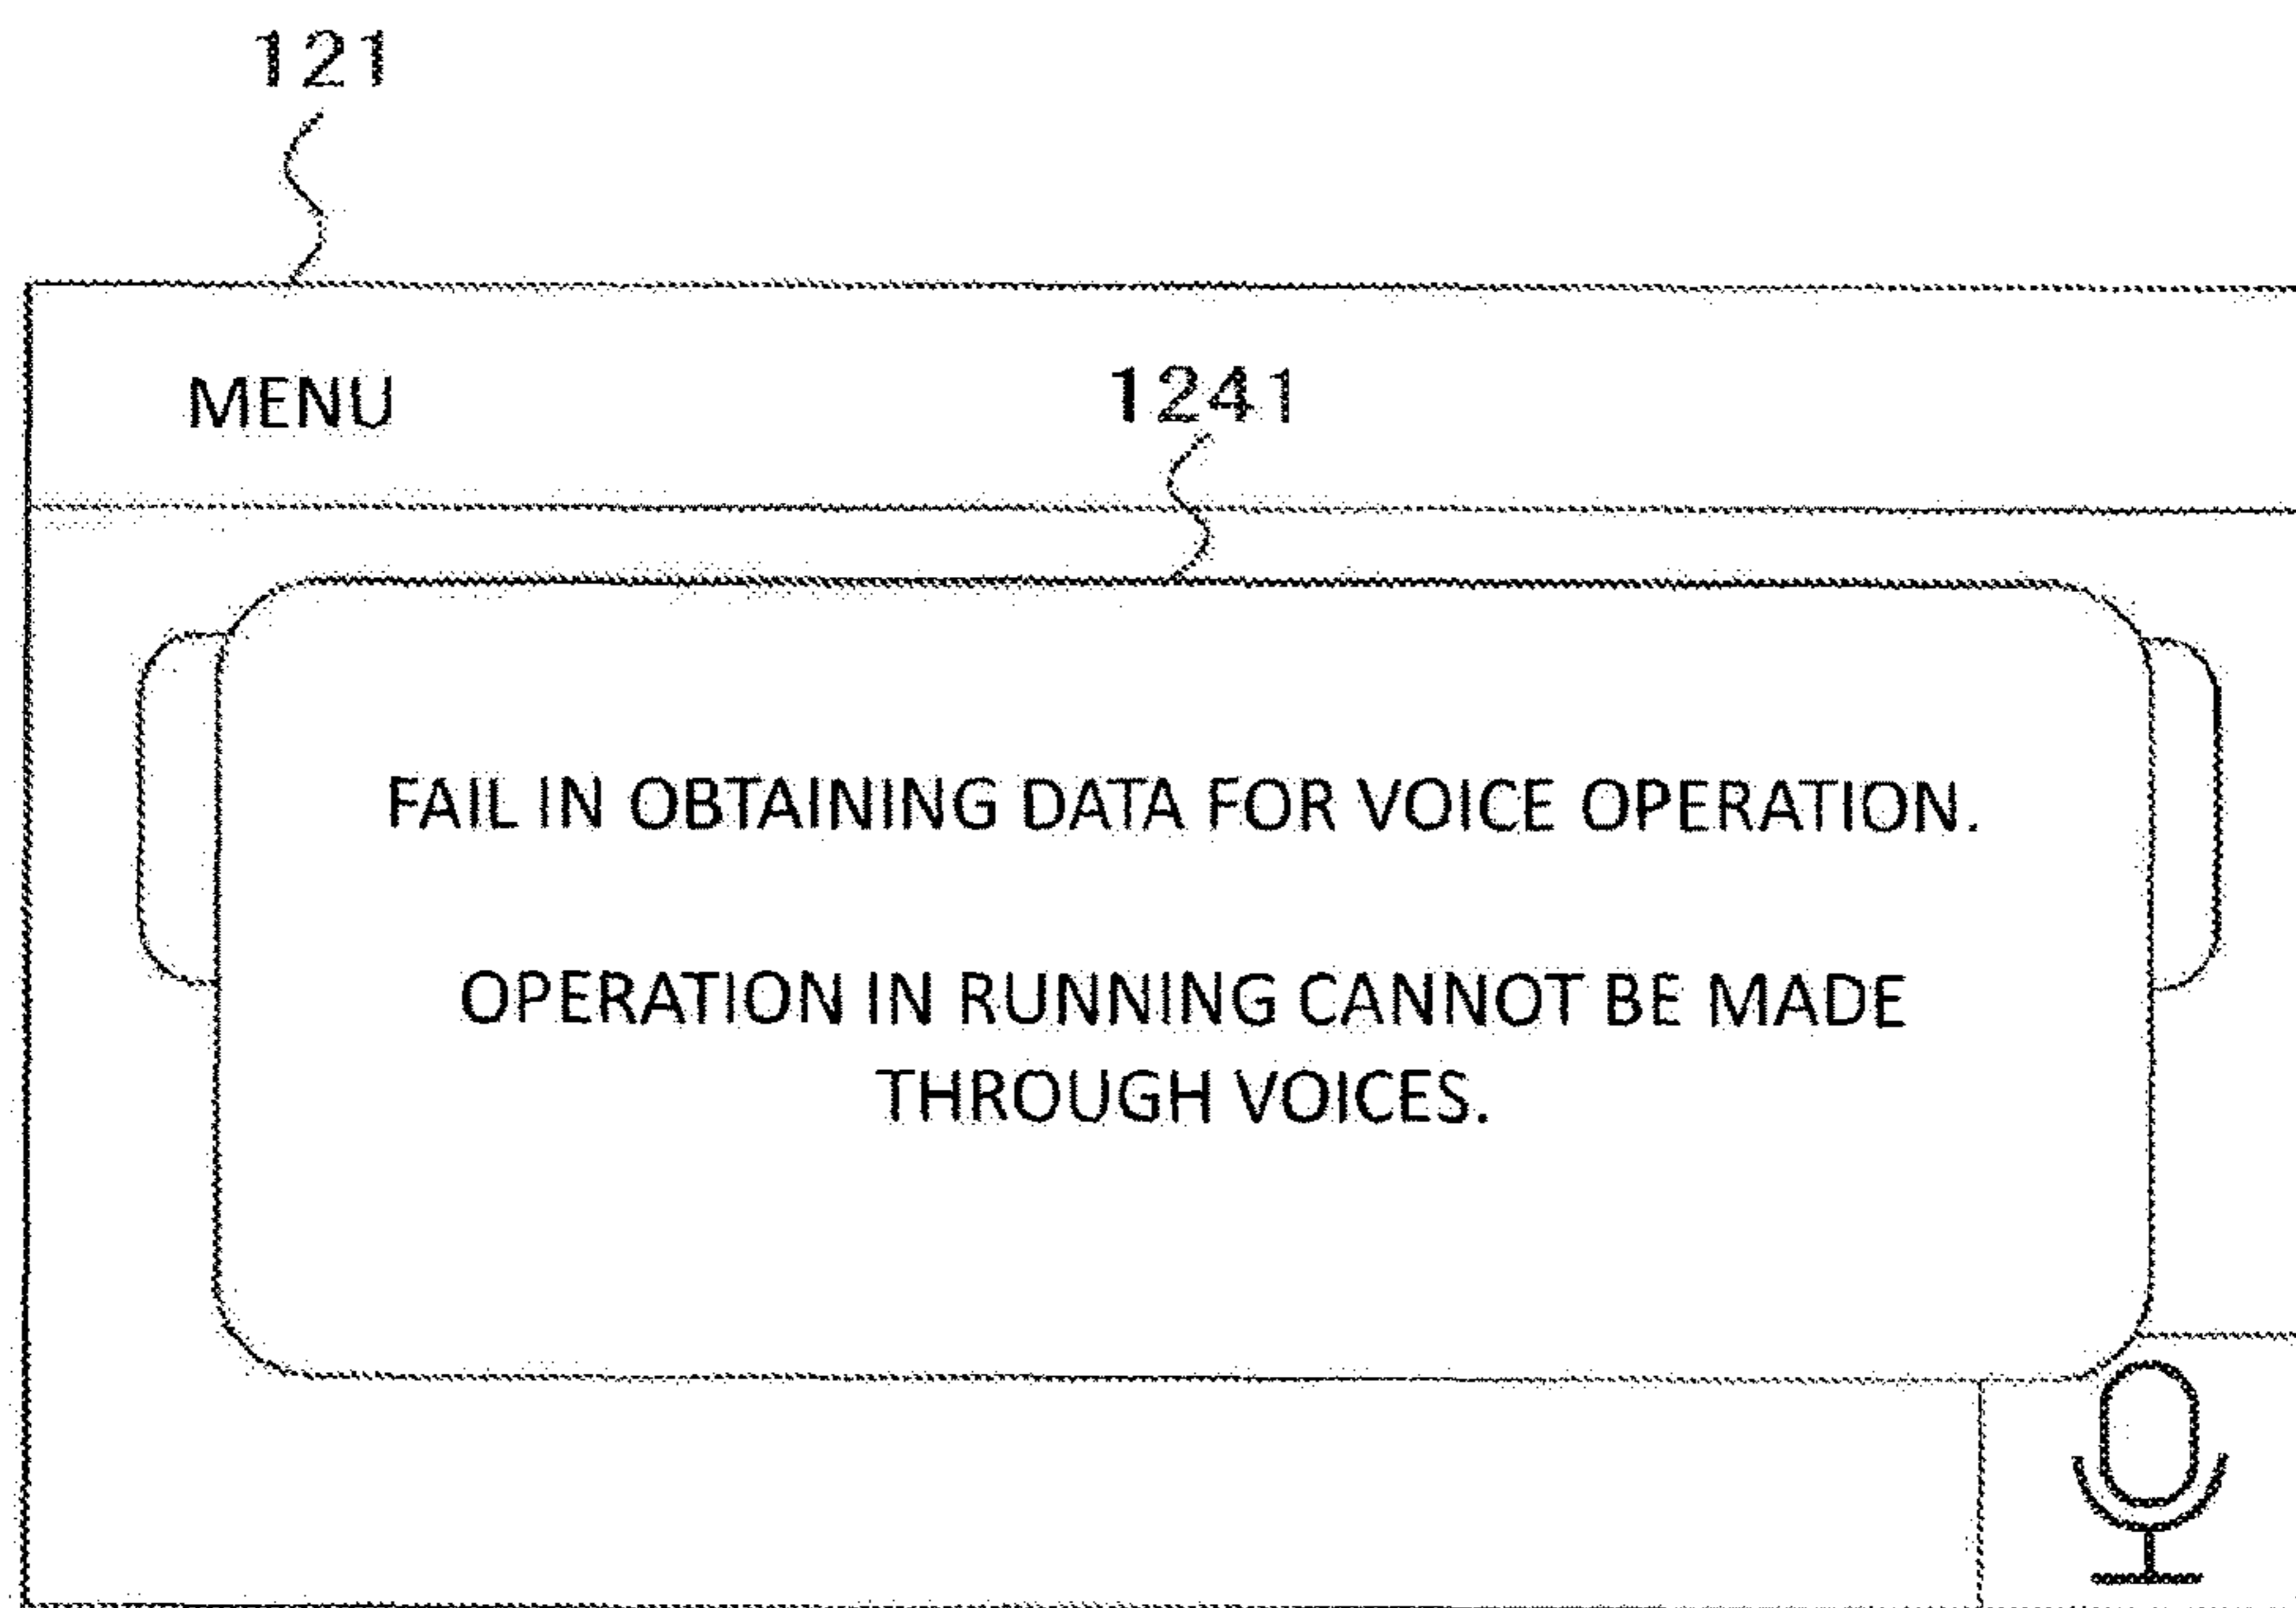 121
MENU
1241
FAIL IN OBTAINING DATA FOR VOICE OPERATION.
OPERATION IN RUNNING CANNOT BE MADE
THROUGH VOICES.